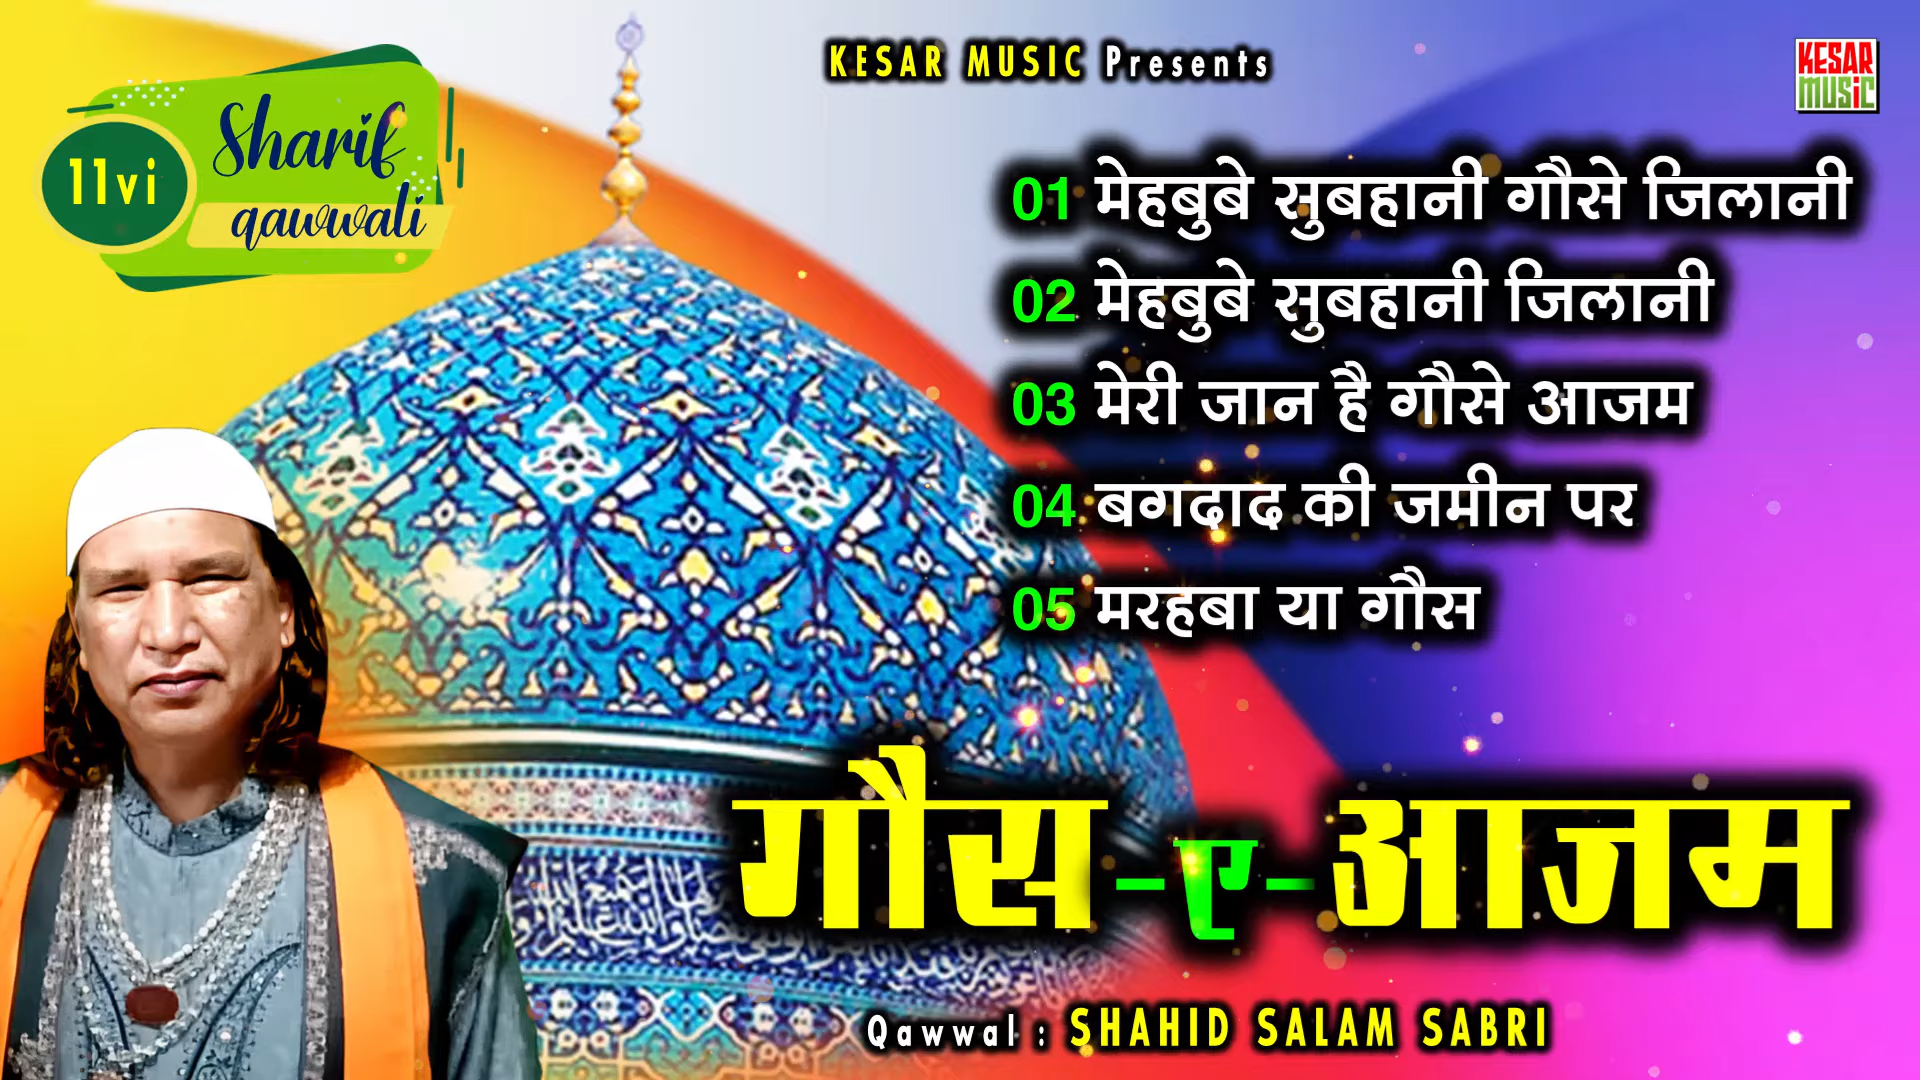 KESAR MUSIC Presents
KESAR
MUSiC
11vi
Sharif
qawwali
01 मेहबुबे सुबहानी गौसे जिलानी
02 मेहबुबे सुबहानी जिलानी
03 मेरी जान है गौसे आजम
04 बगदाद की जमीन पर
05 मरहबा या गौस
गौस-ए-आजम
Qawwal : SHAHID SALAM SABRI